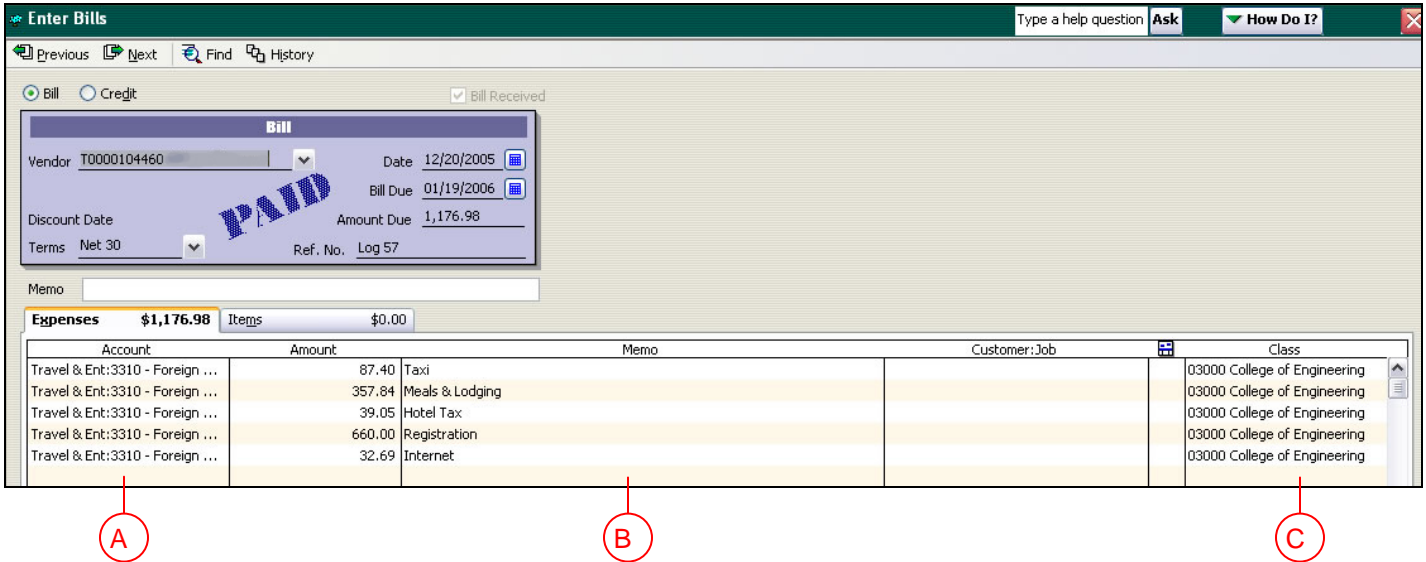 Enter Bills Type a help question Ask How Do I?
Previous Next Find History
Bill Credit Bill Received
Bill
Vendor T0000104460 Date 12/20/2005
Bill Due 01/19/2006
PAID
Discount Date Amount Due 1,176.98
Terms Net 30 Ref. No. Log 57
Memo
Expenses $1,176.98 Items $0.00
Account Amount Memo Customer:Job Class
Travel & Ent:3310 - Foreign ... 87.40 Taxi 03000 College of Engineering
Travel & Ent:3310 - Foreign ... 357.84 Meals & Lodging 03000 College of Engineering
Travel & Ent:3310 - Foreign ... 39.05 Hotel Tax 03000 College of Engineering
Travel & Ent:3310 - Foreign ... 660.00 Registration 03000 College of Engineering
Travel & Ent:3310 - Foreign ... 32.69 Internet 03000 College of Engineering
A B C